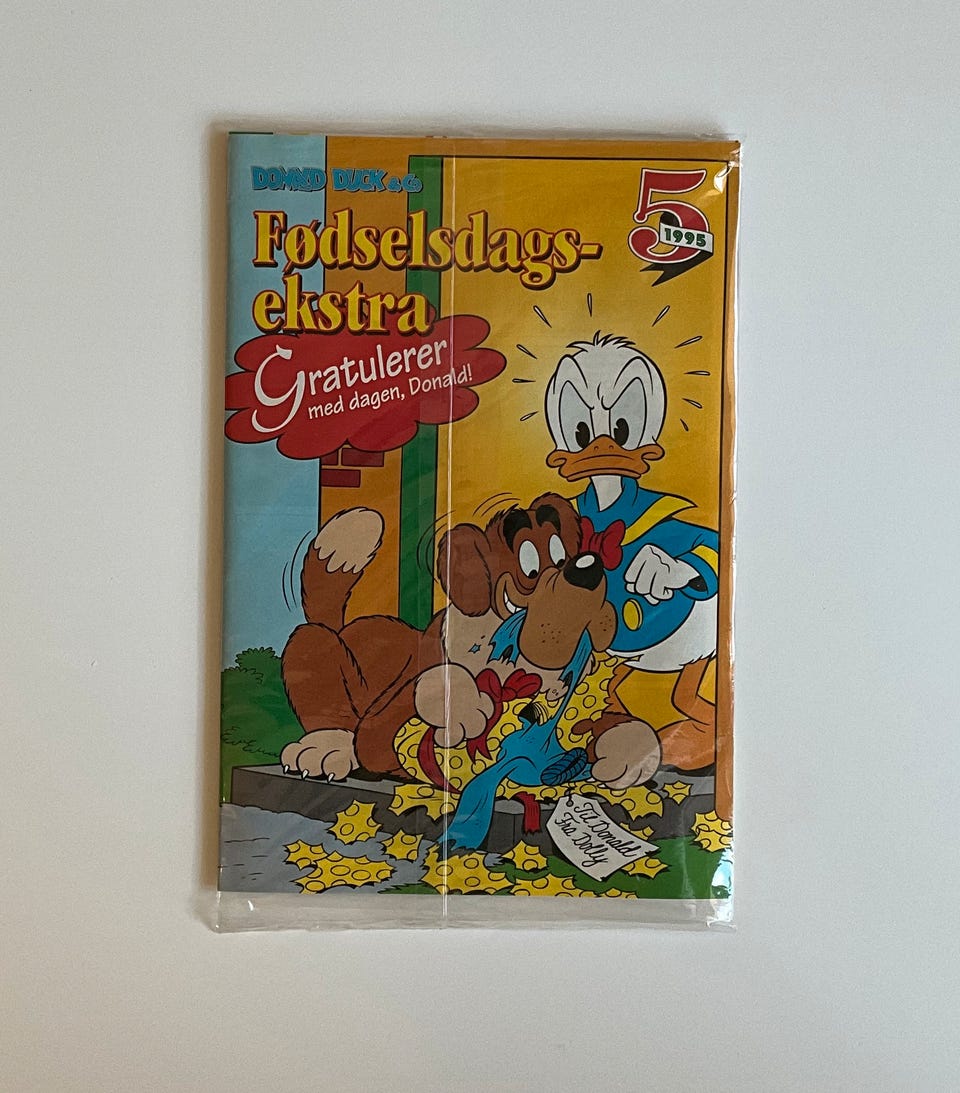 DONALD DUCK & Co
Fødselsdags-
ekstra
Gratulerer
med dagen, Donald!
5
1995
Til Donald
Fra Dolly